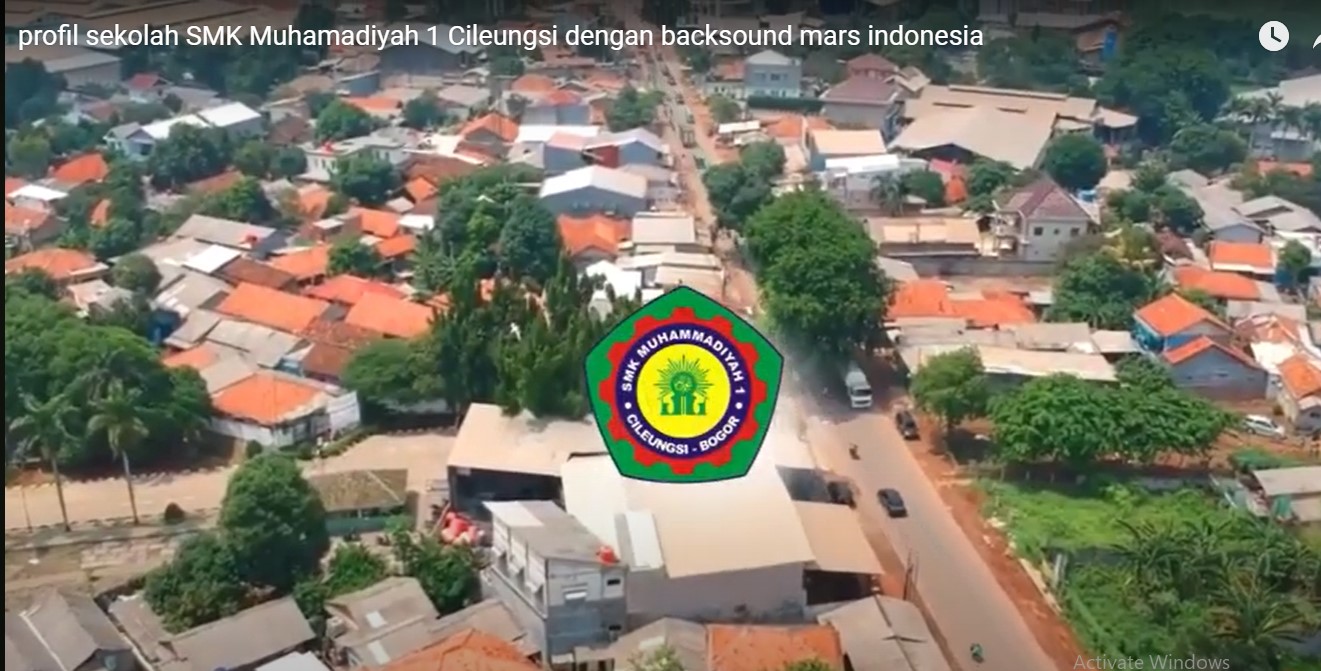 profil sekolah SMK Muhamadiyah 1 Cileungsi dengan backsound mars indonesia
SMK MUHAMMADIYAH 1
CILEUNGSI - BOGOR
Activate Windows